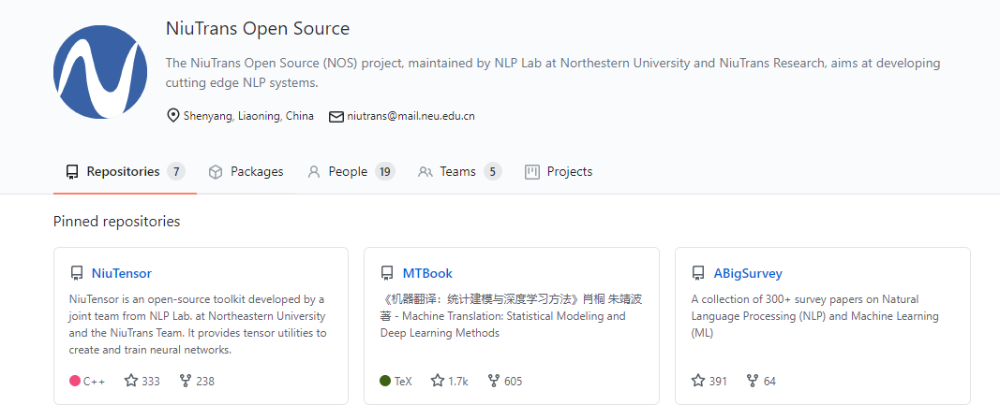 NiuTrans Open Source
The NiuTrans Open Source (NOS) project, maintained by NLP Lab at Northestern University and NiuTrans Research, aims at developing
cutting edge NLP systems.
Shenyang, Liaoning, China niutrans@mail.neu.edu.cn
Repositories 7 Packages People 19 Teams 5 Projects
Pinned repositories
NiuTensor
NiuTensor is an open-source toolkit developed by a
joint team from NLP Lab. at Northeastern University
and the NiuTrans Team. It provides tensor utilities to
create and train neural networks.
C++ 333 238
MTBook
《机器翻译：统计建模与深度学习方法》肖桐 朱靖波
著 - Machine Translation: Statistical Modeling and
Deep Learning Methods
TeX 1.7k 605
ABigSurvey
A collection of 300+ survey papers on Natural
Language Processing (NLP) and Machine Learning
(ML)
391 64